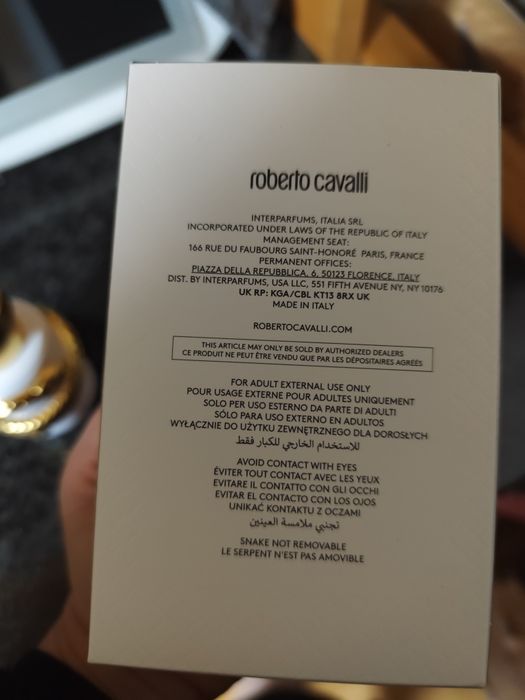 roberto cavalli
INTERPARFUMS, ITALIA SRL
INCORPORATED UNDER LAWS OF THE REPUBLIC OF ITALY
MANAGEMENT SEAT:
166 RUE DU FAUBOURG SAINT-HONORÉ PARIS, FRANCE
PERMANENT OFFICES:
PIAZZA DELLA REPUBBLICA, 6, 50123 FLORENCE, ITALY
DIST. BY INTERPARFUMS, USA LLC, 551 FIFTH AVENUE NY, NY 10176
UK RP: KGA/CBL KT13 8RX UK
MADE IN ITALY
ROBERTOCAVALLI.COM
THIS ARTICLE MAY ONLY BE SOLD BY AUTHORIZED DEALERS
CE PRODUIT NE PEUT ÊTRE VENDU QUE PAR LES DÉPOSITAIRES AGRÉÉS
FOR ADULT EXTERNAL USE ONLY
POUR USAGE EXTERNE POUR ADULTES UNIQUEMENT
SOLO PER USO ESTERNO DA PARTE DI ADULTI
SÓLO PARA USO EXTERNO EN ADULTOS
WYŁĄCZNIE DO UŻYTKU ZEWNĘTRZNEGO DLA DOROSŁYCH
للاستخدام الخارجي للكبار فقط
AVOID CONTACT WITH EYES
ÉVITER TOUT CONTACT AVEC LES YEUX
EVITARE IL CONTATTO CON GLI OCCHI
EVITAR EL CONTACTO CON LOS OJOS
UNIKAĆ KONTAKTU Z OCZAMI
تجنبي ملامسة العينين
SNAKE NOT REMOVABLE
LE SERPENT N'EST PAS AMOVIBLE